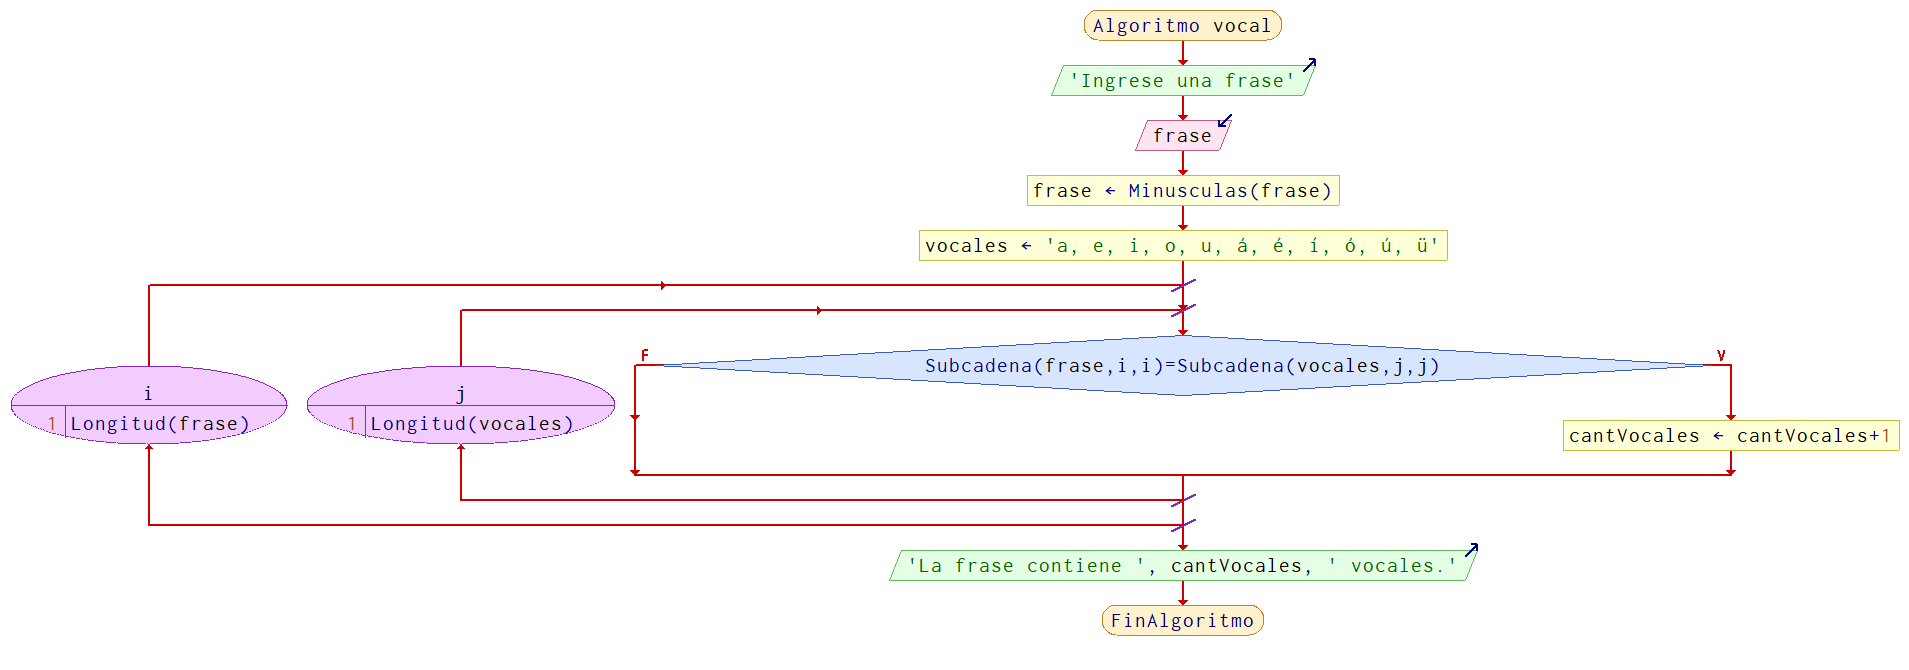 Algoritmo vocal
'Ingrese una frase'
frase
frase ← Minusculas(frase)
vocales ← 'a, e, i, o, u, á, é, í, ó, ú, ü'
F
Subcadena(frase,i,i)=Subcadena(vocales,j,j)
V
i
1 Longitud(frase)
j
1 Longitud(vocales)
cantVocales ← cantVocales+1
'La frase contiene ', cantVocales, ' vocales.'
FinAlgoritmo